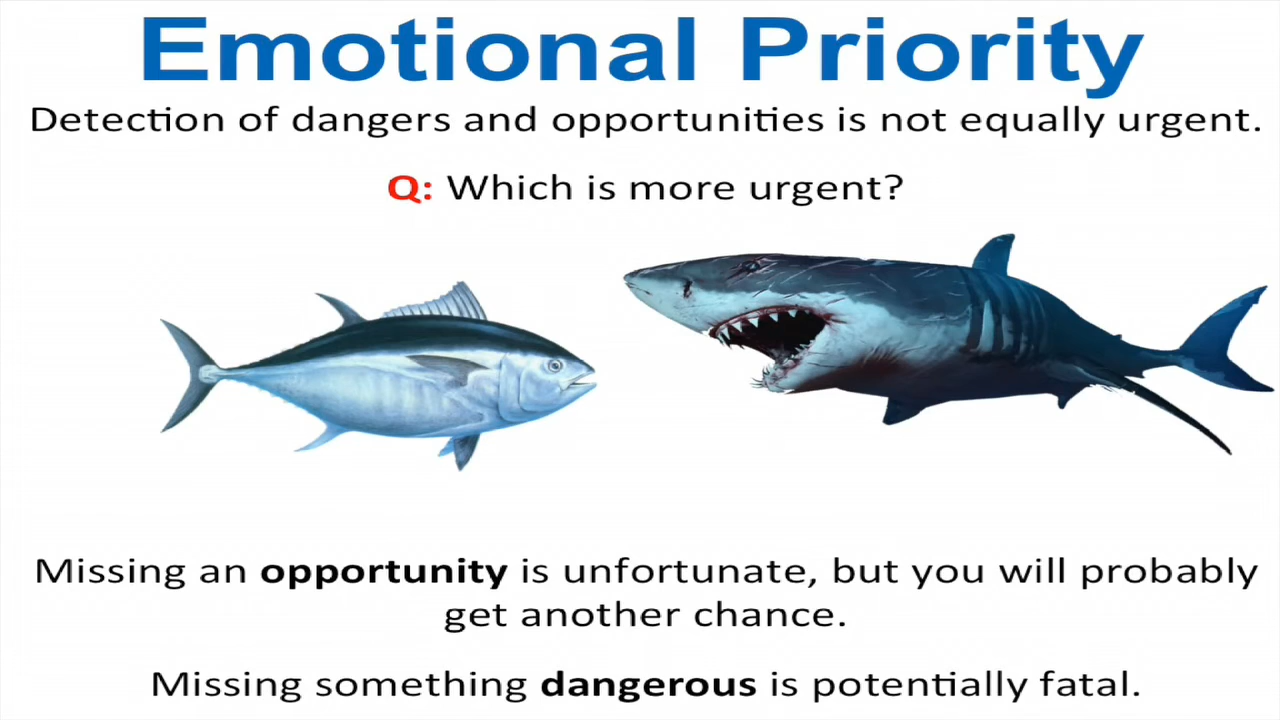 Emotional Priority
Detection of dangers and opportunities is not equally urgent.
Q: Which is more urgent?
Missing an opportunity is unfortunate, but you will probably
get another chance.
Missing something dangerous is potentially fatal.